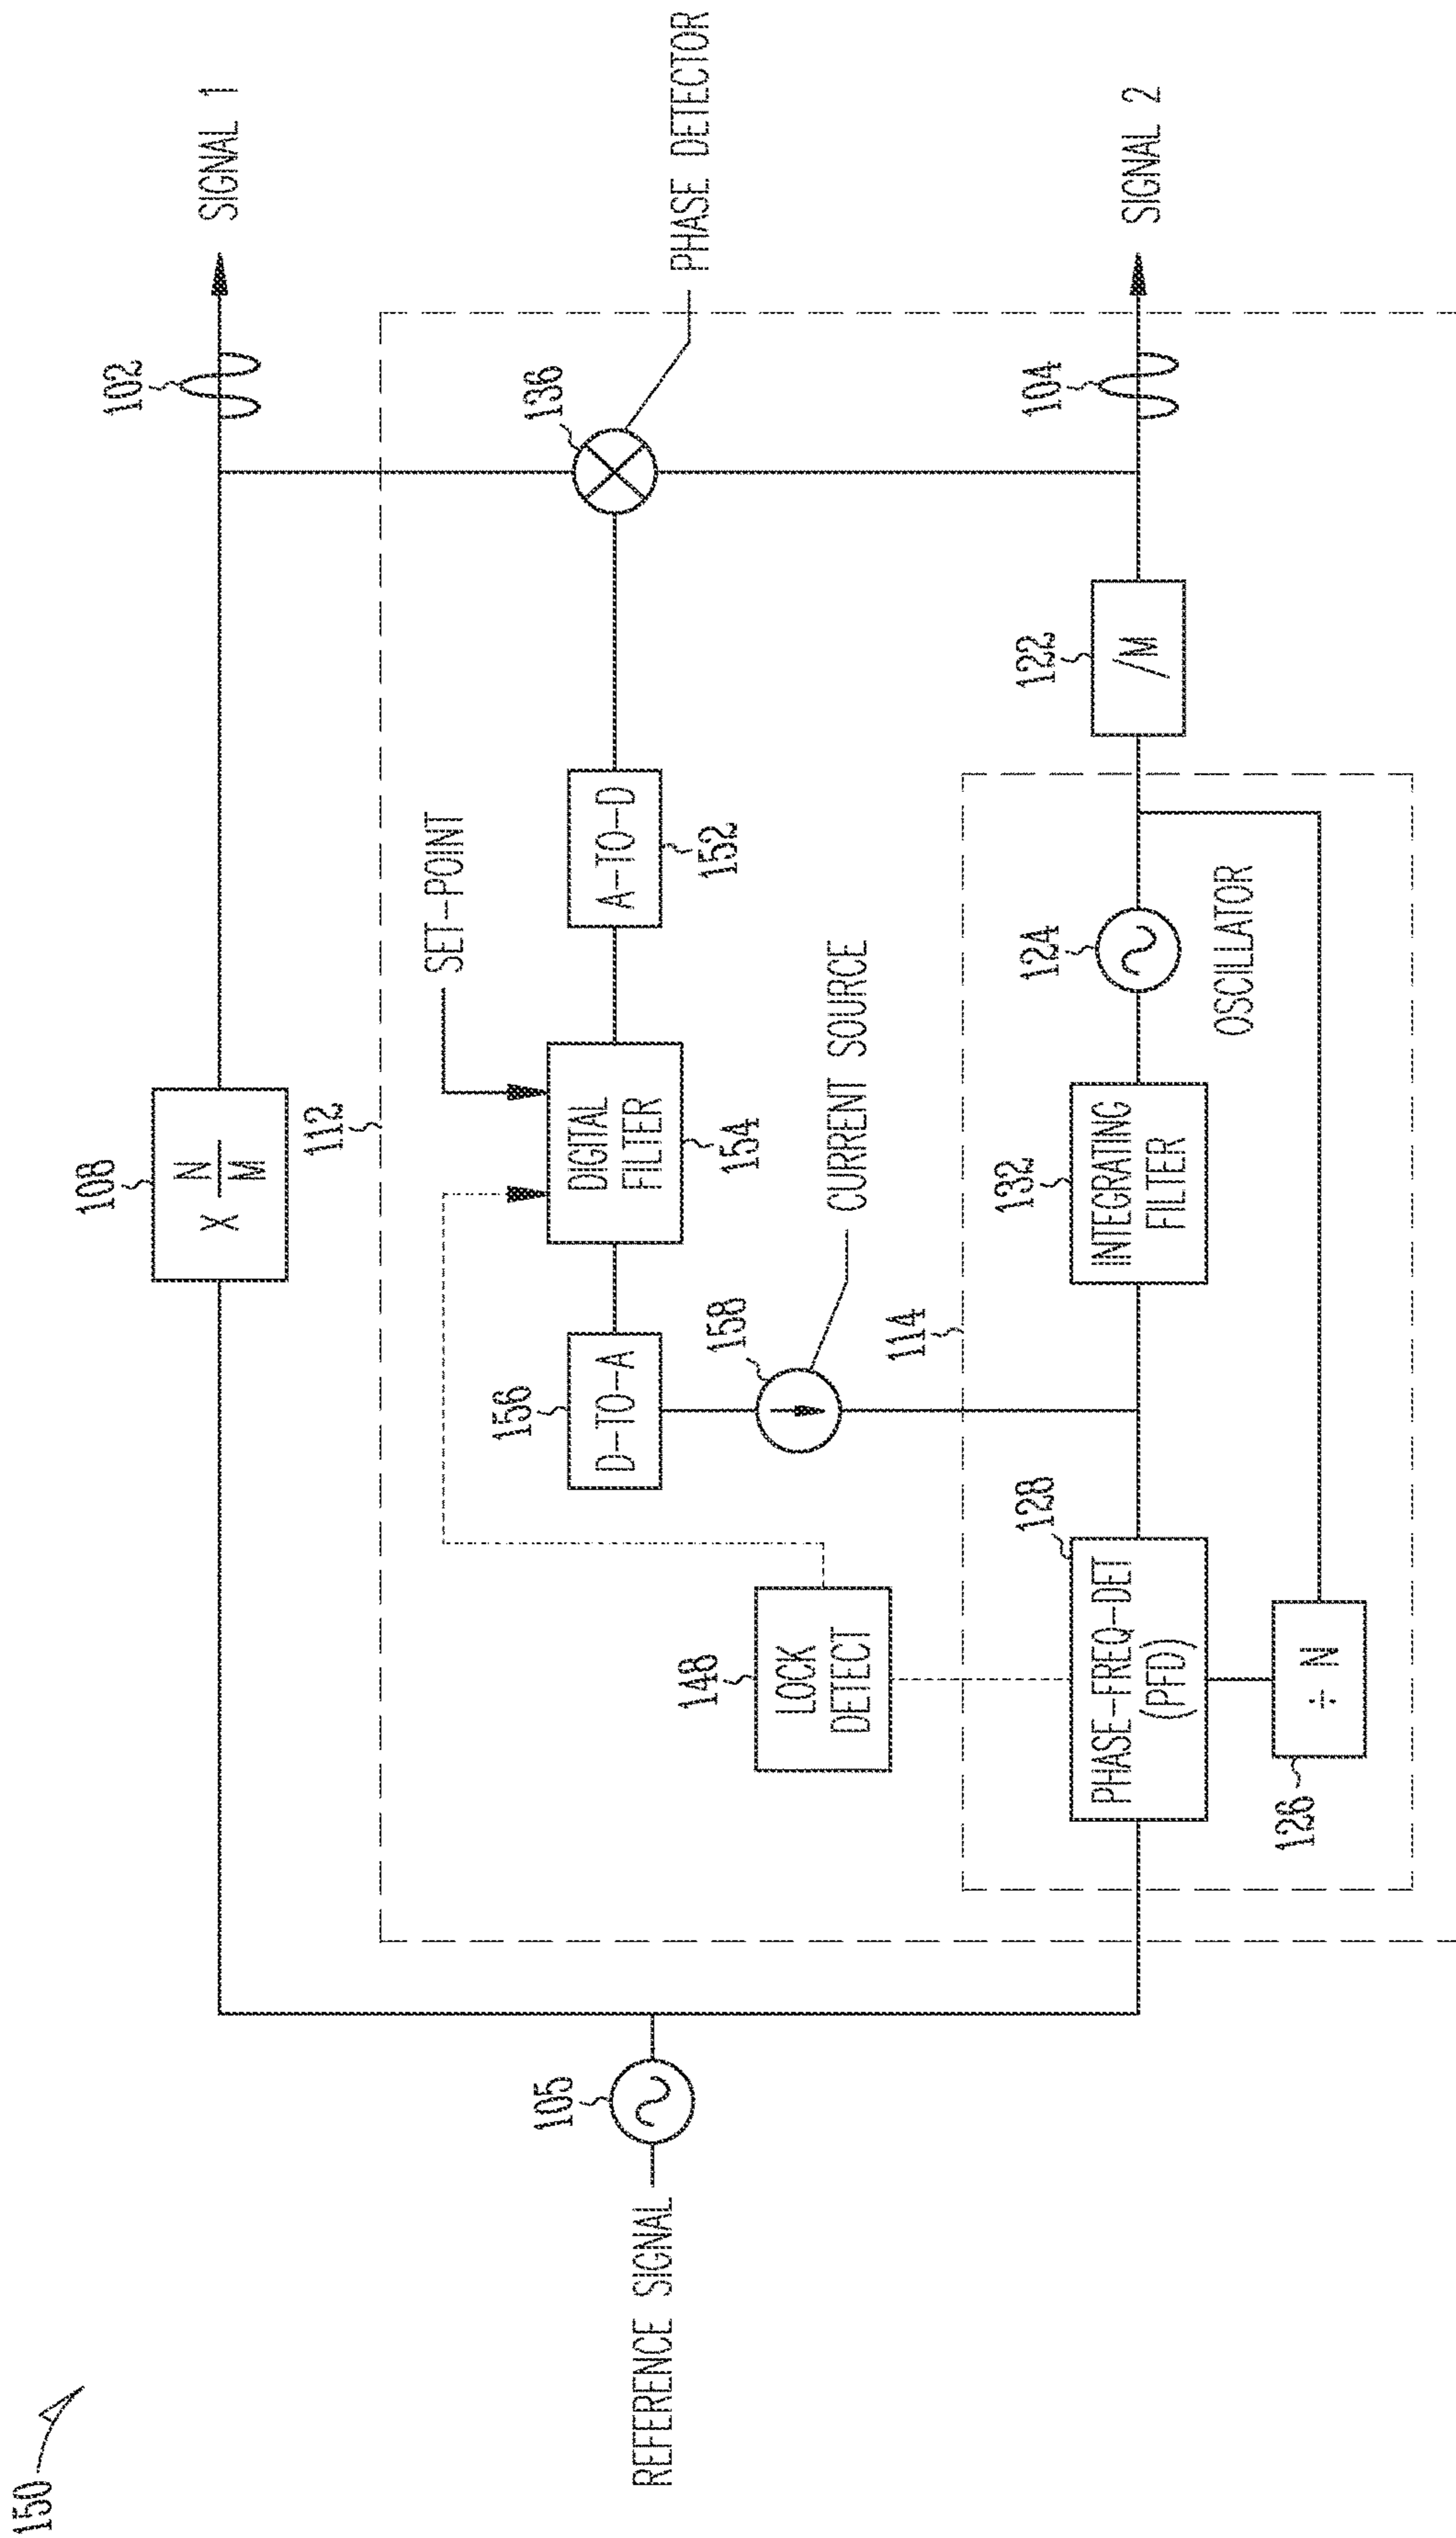 150
REFERENCE SIGNAL
105
108
X N/M
102
SIGNAL 1
112
SET-POINT
136
PHASE DETECTOR
156
D-TO-A
DIGITAL
FILTER
154
A-TO-D
152
148
LOCK
DETECT
158
CURRENT SOURCE
114
128
PHASE-FREQ-DET
(PFD)
132
INTEGRATING
FILTER
124
OSCILLATOR
122
/M
104
SIGNAL 2
126
÷ N